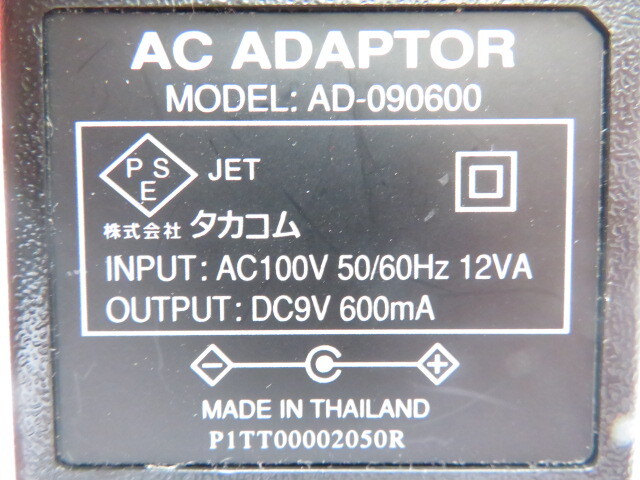 AC ADAPTOR
MODEL: AD-090600
PSE JET
株式会社 タカコム
INPUT: AC100V 50/60Hz 12VA
OUTPUT: DC9V 600mA
MADE IN THAILAND
P1TT00002050R